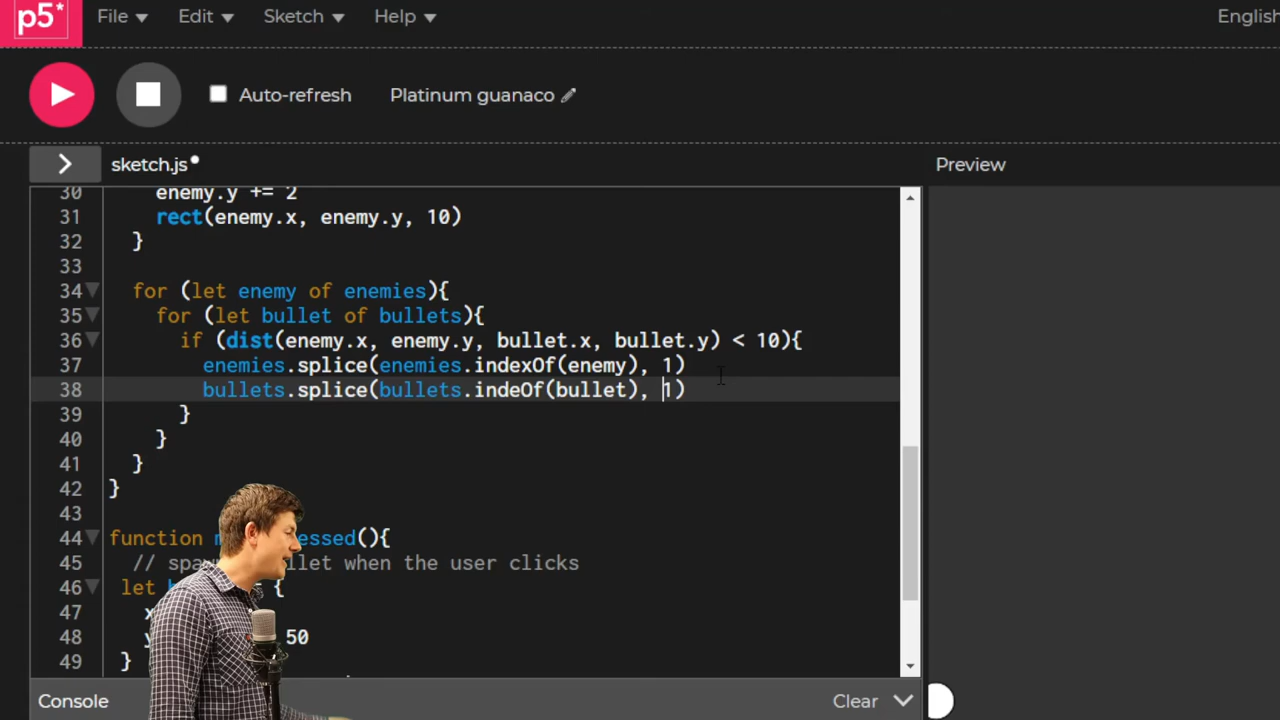 p5*
File Edit Sketch Help English
Auto-refresh Platinum guanaco
sketch.js
Preview
30 enemy.y += 2
31 rect(enemy.x, enemy.y, 10)
32 }
33
34 for (let enemy of enemies){
35 for (let bullet of bullets){
36 if (dist(enemy.x, enemy.y, bullet.x, bullet.y) < 10){
37 enemies.splice(enemies.indexOf(enemy), 1)
38 bullets.splice(bullets.indeOf(bullet), 1)
39 }
40 }
41 }
42 }
43
44 function essed(){
45 // when the user clicks
46 let {
47
48 50
49 }
Console Clear